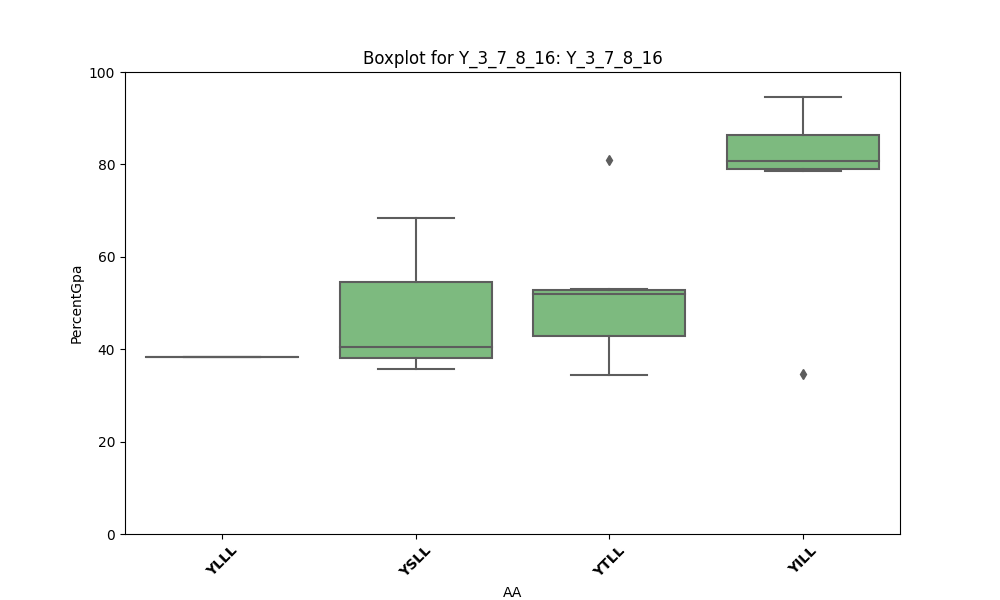 Boxplot for Y_3_7_8_16: Y_3_7_8_16
100
80
60
40
20
0
PercentGpa
YLLL
YSLL
YTLL
YILL
AA